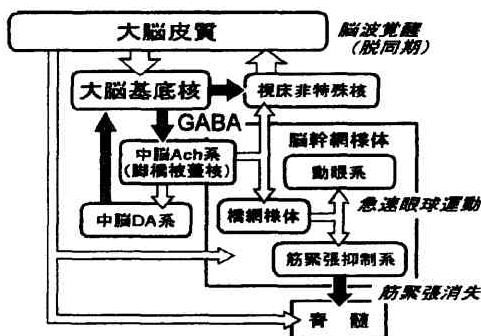 大脳皮質
脳波覚醒
(脱同期)
大脳基底核
視床非特殊核
GABA
脳幹網様体
中脳Ach系
(脚橋被蓋核)
動眼系
中脳DA系
橋網様体
急速眼球運動
筋緊張抑制系
筋緊張消失
脊髄